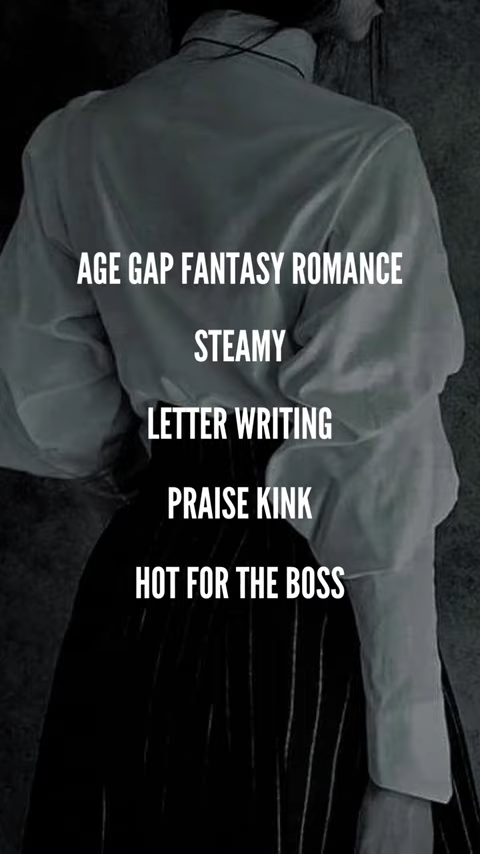 AGE GAP FANTASY ROMANCE
STEAMY
LETTER WRITING
PRAISE KINK
HOT FOR THE BOSS